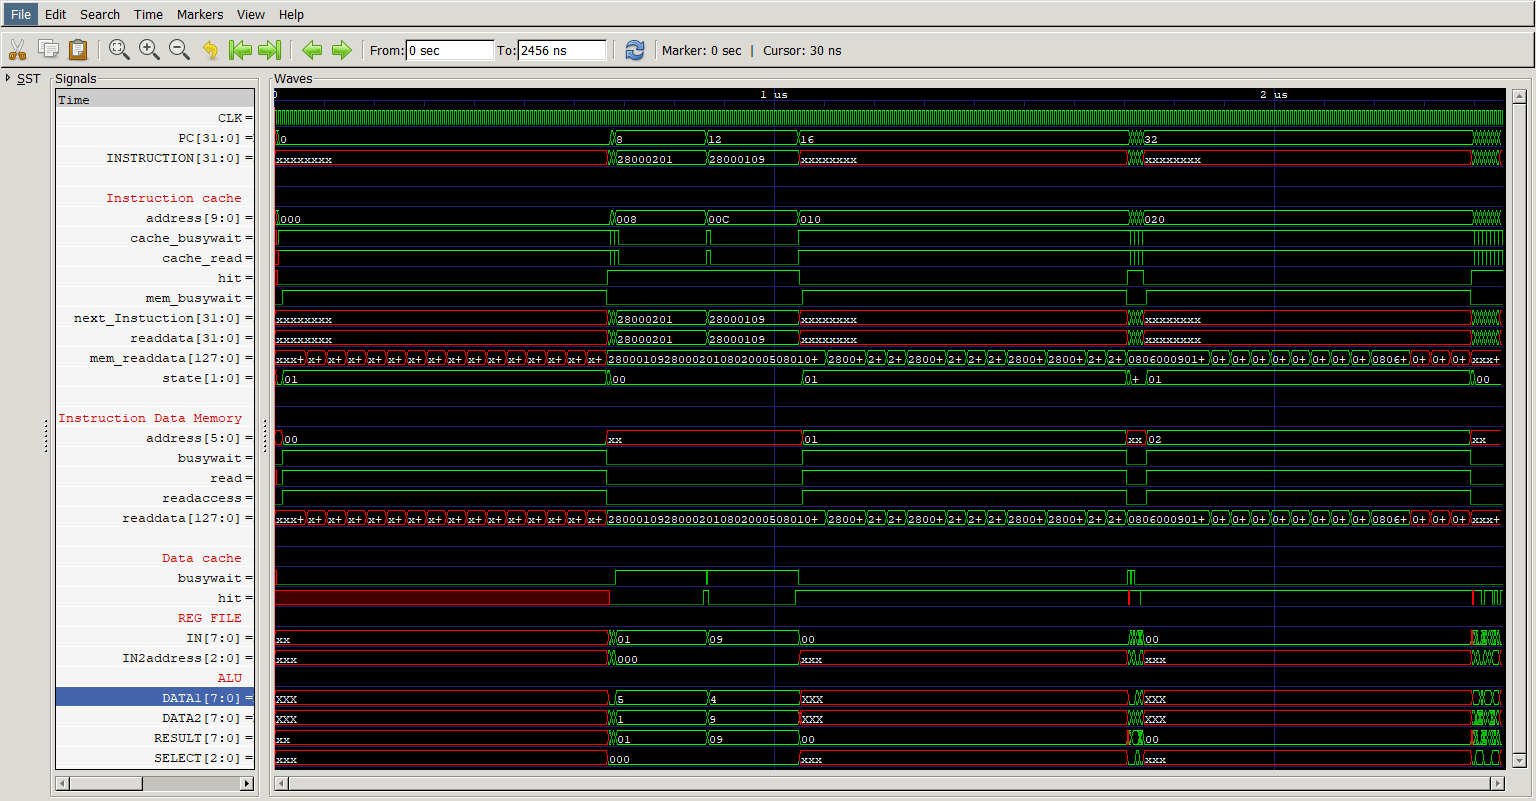 File Edit Search Time Markers View Help
From: 0 sec To: 2456 ns Marker: 0 sec | Cursor: 30 ns
SST Signals Waves
Time 0 1 us 2 us
CLK =
PC[31:0] = 0 8 12 16 32
INSTRUCTION[31:0] = xxxxxxxx 28000201 28000109 xxxxxxxx xxxxxxxx
Instruction cache
address[9:0] = 000 008 00C 010 020
cache_busywait =
cache_read =
hit =
mem_busywait =
next_Instuction[31:0] = xxxxxxxx 28000201 28000109 xxxxxxxx xxxxxxxx
readdata[31:0] = xxxxxxxx 28000201 28000109 xxxxxxxx xxxxxxxx
mem_readdata[127:0] = xxx+ x+ x+ x+ x+ x+ x+ x+ x+ x+ x+ x+ x+ x+ x+ x+ 28000109280002010802000508010+ 2800+ 2+ 2+ 2800+ 2+ 2+ 2+ 2800+ 2800+ 2+ 2+ 0806000901+ 0+ 0+ 0+ 0+ 0+ 0+ 0+ 0806+ 0+ 0+ 0+ xxx+
state[1:0] = 01 00 01 + 01 00
Instruction Data Memory
address[5:0] = 00 xx 01 xx 02 xx
busywait =
read =
readaccess =
readdata[127:0] = xxx+ x+ x+ x+ x+ x+ x+ x+ x+ x+ x+ x+ x+ x+ x+ x+ 28000109280002010802000508010+ 2800+ 2+ 2+ 2800+ 2+ 2+ 2+ 2800+ 2800+ 2+ 2+ 0806000901+ 0+ 0+ 0+ 0+ 0+ 0+ 0+ 0806+ 0+ 0+ 0+ xxx+
Data cache
busywait =
hit =
REG FILE
IN[7:0] = xx 01 09 00 00
IN2address[2:0] = xxx 000 xxx xxx
ALU
DATA1[7:0] = XXX 5 4 XXX XXX
DATA2[7:0] = XXX 1 9 XXX XXX
RESULT[7:0] = xx 01 09 00 00
SELECT[2:0] = xxx 000 xxx xxx